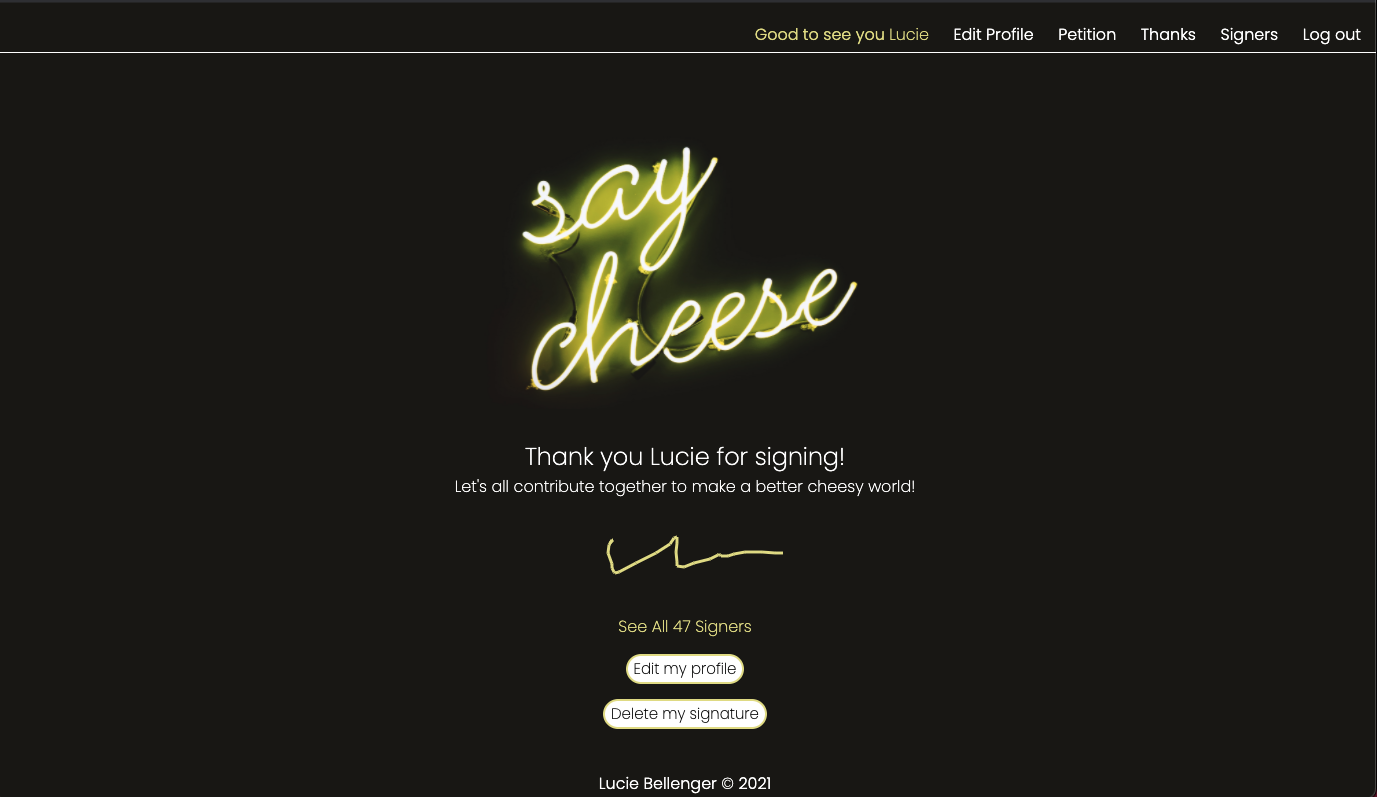 Good to see you Lucie Edit Profile Petition Thanks Signers Log out
say
cheese
Thank you Lucie for signing!
Let's all contribute together to make a better cheesy world!
See All 47 Signers
Edit my profile
Delete my signature
Lucie Bellenger © 2021